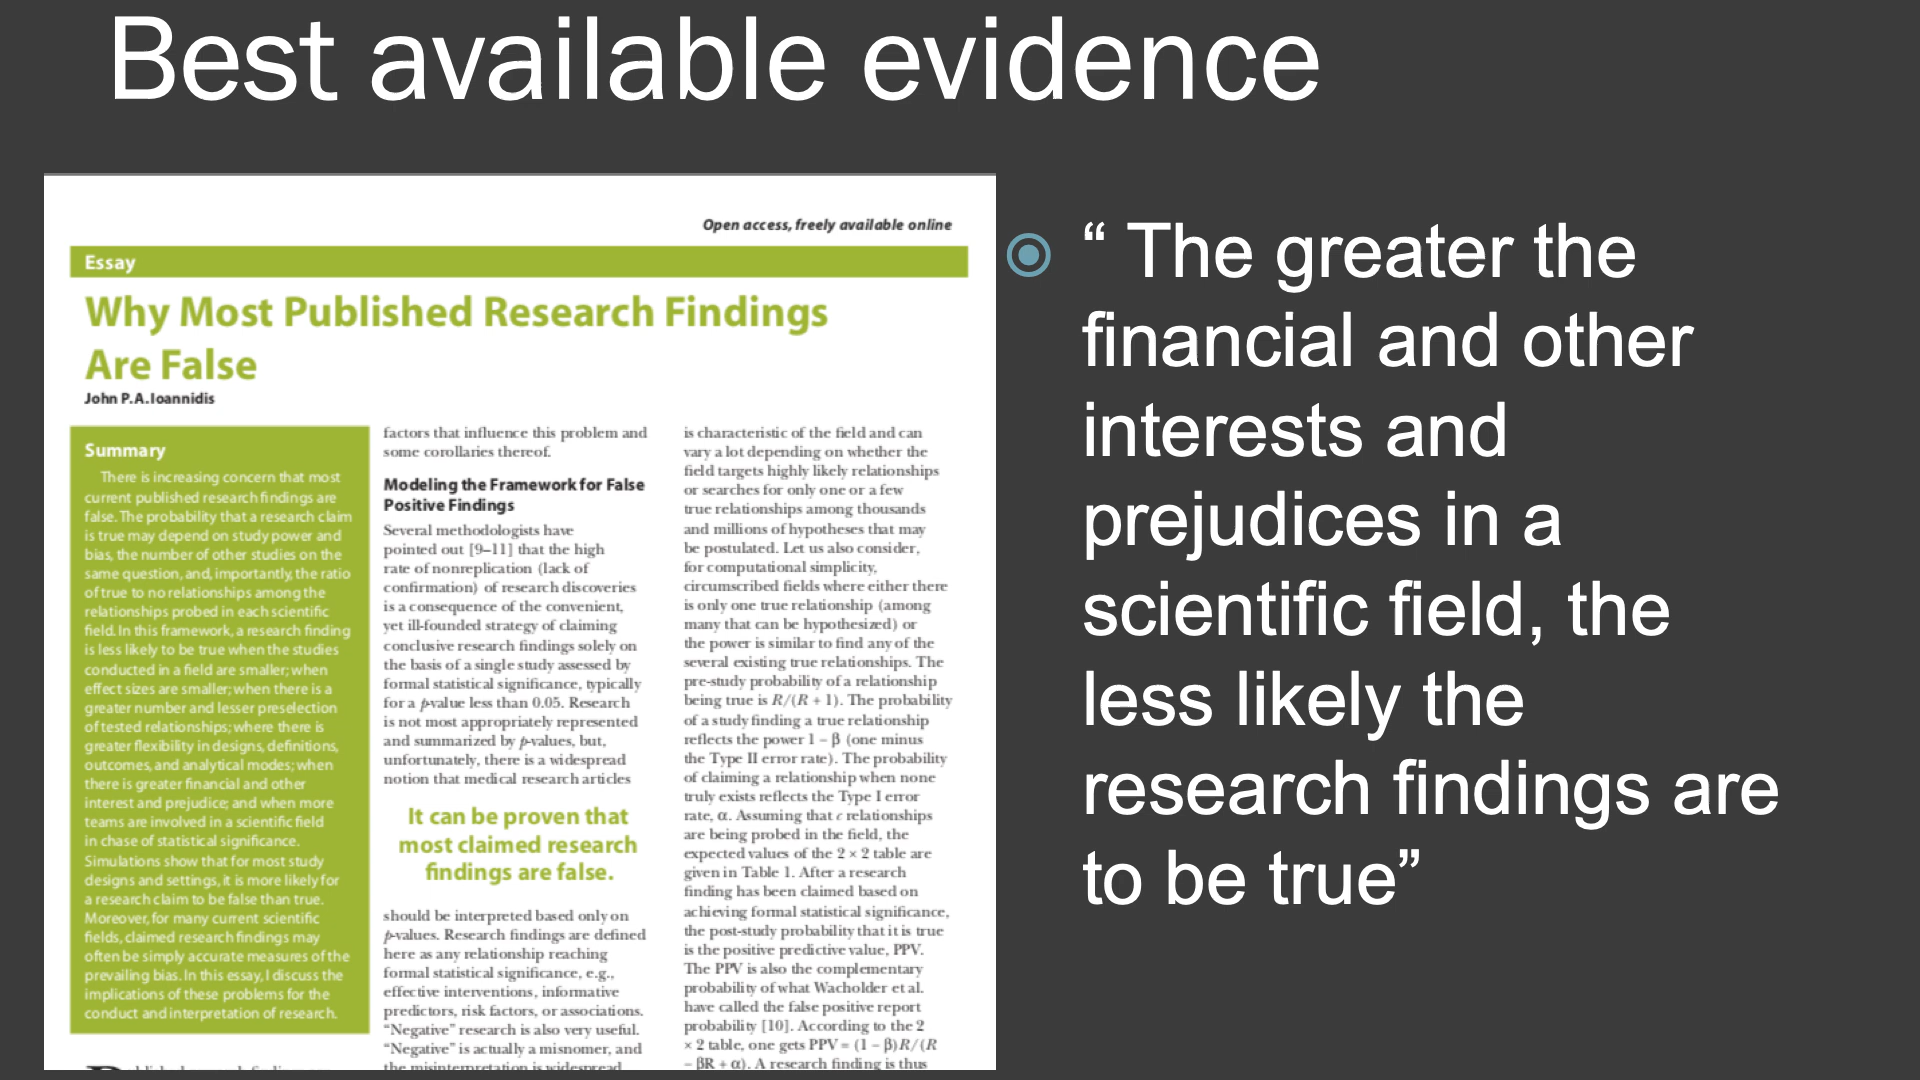 Best available evidence
Open access, freely available online
Essay
Why Most Published Research Findings
Are False
John P. A. Ioannidis
Summary
There is increasing concern that most
current published research findings are
false. The probability that a research claim
is true may depend on study power and
bias, the number of other studies on the
same question, and, importantly, the ratio
of true to no relationships among the
relationships probed in each scientific
field. In this framework, a research finding
is less likely to be true when the studies
conducted in a field are smaller; when
effect sizes are smaller; when there is a
greater number and lesser preselection
of tested relationships; where there is
greater flexibility in designs, definitions,
outcomes, and analytical modes; when
there is greater financial and other
interest and prejudice; and when more
teams are involved in a scientific field
in chase of statistical significance.
Simulations show that for most study
designs and settings, it is more likely for
a research claim to be false than true.
Moreover, for many current scientific
fields, claimed research findings may
often be simply accurate measures of the
prevailing bias. In this essay, I discuss the
implications of these problems for the
conduct and interpretation of research.
factors that influence this problem and
some corollaries thereof.
Modeling the Framework for False
Positive Findings
Several methodologists have
pointed out [9–11] that the high
rate of nonreplication (lack of
confirmation) of research discoveries
is a consequence of the convenient,
yet ill-founded strategy of claiming
conclusive research findings solely on
the basis of a single study assessed by
formal statistical significance, typically
for a p-value less than 0.05. Research
is not most appropriately represented
and summarized by p-values, but,
unfortunately, there is a widespread
notion that medical research articles
It can be proven that
most claimed research
findings are false.
should be interpreted based only on
p-values. Research findings are defined
here as any relationship reaching
formal statistical significance, e.g.,
effective interventions, informative
predictors, risk factors, or associations.
“Negative” research is also very useful.
“Negative” is actually a misnomer, and
the misinterpretation is widespread.
is characteristic of the field and can
vary a lot depending on whether the
field targets highly likely relationships
or searches for only one or a few
true relationships among thousands
and millions of hypotheses that may
be postulated. Let us also consider,
for computational simplicity,
circumscribed fields where either there
is only one true relationship (among
many that can be hypothesized) or
the power is similar to find any of the
several existing true relationships. The
pre-study probability of a relationship
being true is R/(R + 1). The probability
of a study finding a true relationship
reflects the power 1 − β (one minus
the Type II error rate). The probability
of claiming a relationship when none
truly exists reflects the Type I error
rate, α. Assuming that c relationships
are being probed in the field, the
expected values of the 2 × 2 table are
given in Table 1. After a research
finding has been claimed based on
achieving formal statistical significance,
the post-study probability that it is true
is the positive predictive value, PPV.
The PPV is also the complementary
probability of what Wacholder et al.
have called the false positive report
probability [10]. According to the 2
× 2 table, one gets PPV = (1 − β)R/(R
− βR + α). A research finding is thus
“ The greater the
financial and other
interests and
prejudices in a
scientific field, the
less likely the
research findings are
to be true”